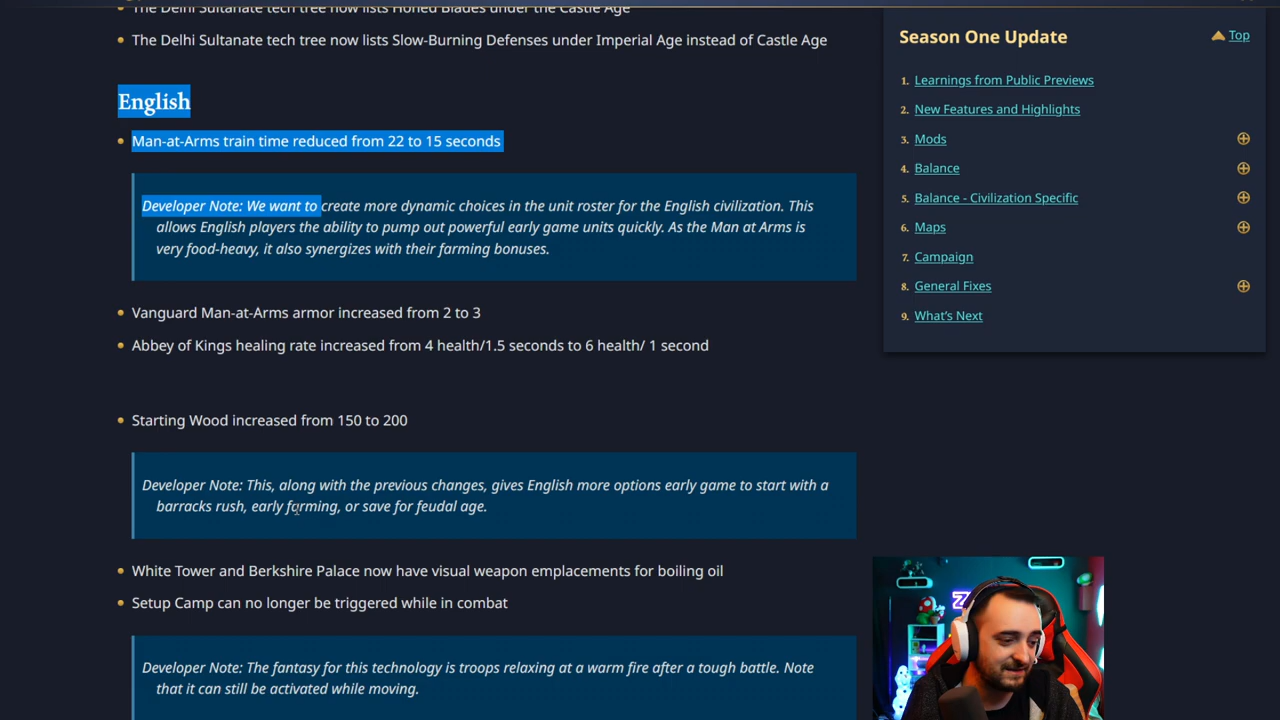 The Delhi Sultanate tech tree now lists Honed Blades under the Castle Age
The Delhi Sultanate tech tree now lists Slow-Burning Defenses under Imperial Age instead of Castle Age
English
Man-at-Arms train time reduced from 22 to 15 seconds
Developer Note: We want to create more dynamic choices in the unit roster for the English civilization. This
allows English players the ability to pump out powerful early game units quickly. As the Man at Arms is
very food-heavy, it also synergizes with their farming bonuses.
Vanguard Man-at-Arms armor increased from 2 to 3
Abbey of Kings healing rate increased from 4 health/1.5 seconds to 6 health/ 1 second
Starting Wood increased from 150 to 200
Developer Note: This, along with the previous changes, gives English more options early game to start with a
barracks rush, early farming, or save for feudal age.
White Tower and Berkshire Palace now have visual weapon emplacements for boiling oil
Setup Camp can no longer be triggered while in combat
Developer Note: The fantasy for this technology is troops relaxing at a warm fire after a tough battle. Note
that it can still be activated while moving.
Season One Update
Top
1. Learnings from Public Previews
2. New Features and Highlights
3. Mods
4. Balance
5. Balance - Civilization Specific
6. Maps
7. Campaign
8. General Fixes
9. What's Next